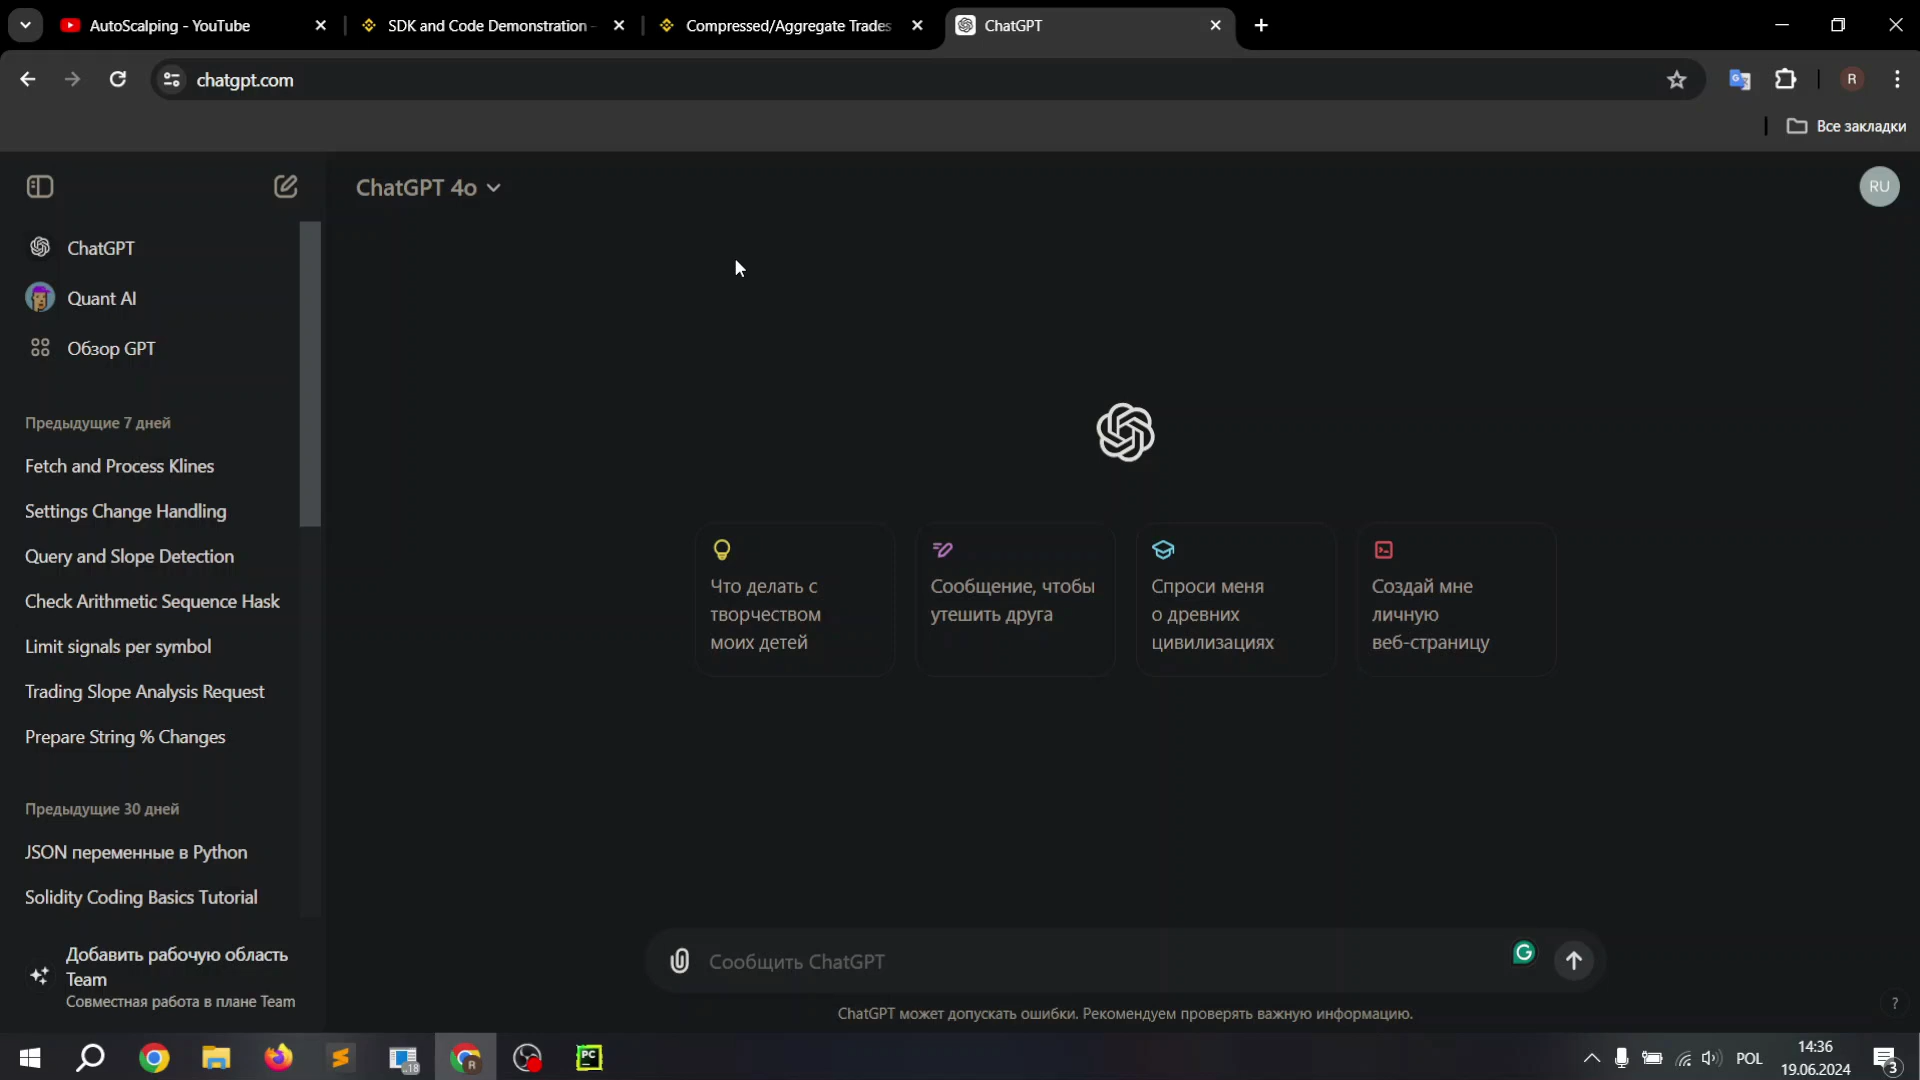 AutoScalping - YouTube
SDK and Code Demonstration -
Compressed/Aggregate Trades
ChatGPT
chatgpt.com
R
Все закладки
ChatGPT 4o
RU
ChatGPT
Quant AI
Обзор GPT
Предыдущие 7 дней
Fetch and Process Klines
Settings Change Handling
Query and Slope Detection
Check Arithmetic Sequence Hask
Limit signals per symbol
Trading Slope Analysis Request
Prepare String % Changes
Предыдущие 30 дней
JSON переменные в Python
Solidity Coding Basics Tutorial
Добавить рабочую область
Team
Совместная работа в плане Team
Что делать с
творчеством
моих детей
Сообщение, чтобы
утешить друга
Спроси меня
о древних
цивилизациях
Создай мне
личную
веб-страницу
Сообщить ChatGPT
G
ChatGPT может допускать ошибки. Рекомендуем проверять важную информацию.
?
S
.18
R
PC
POL
14:36
19.06.2024
3